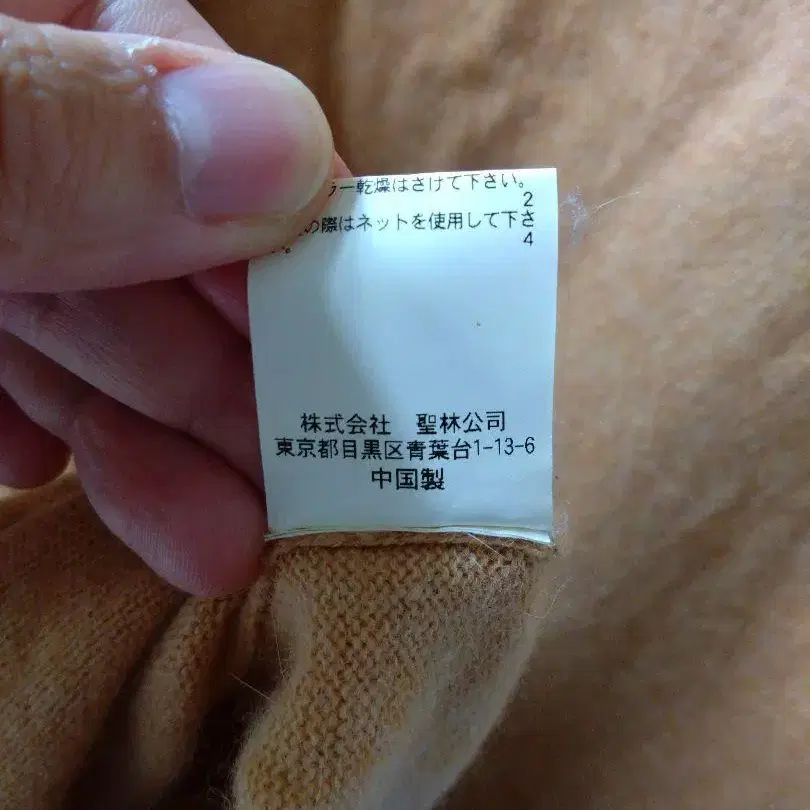 ラー乾燥はさけて下さい。
2
の際はネットを使用して下さ
4
。
株式会社 聖林公司
東京都目黒区青葉台1-13-6
中国製